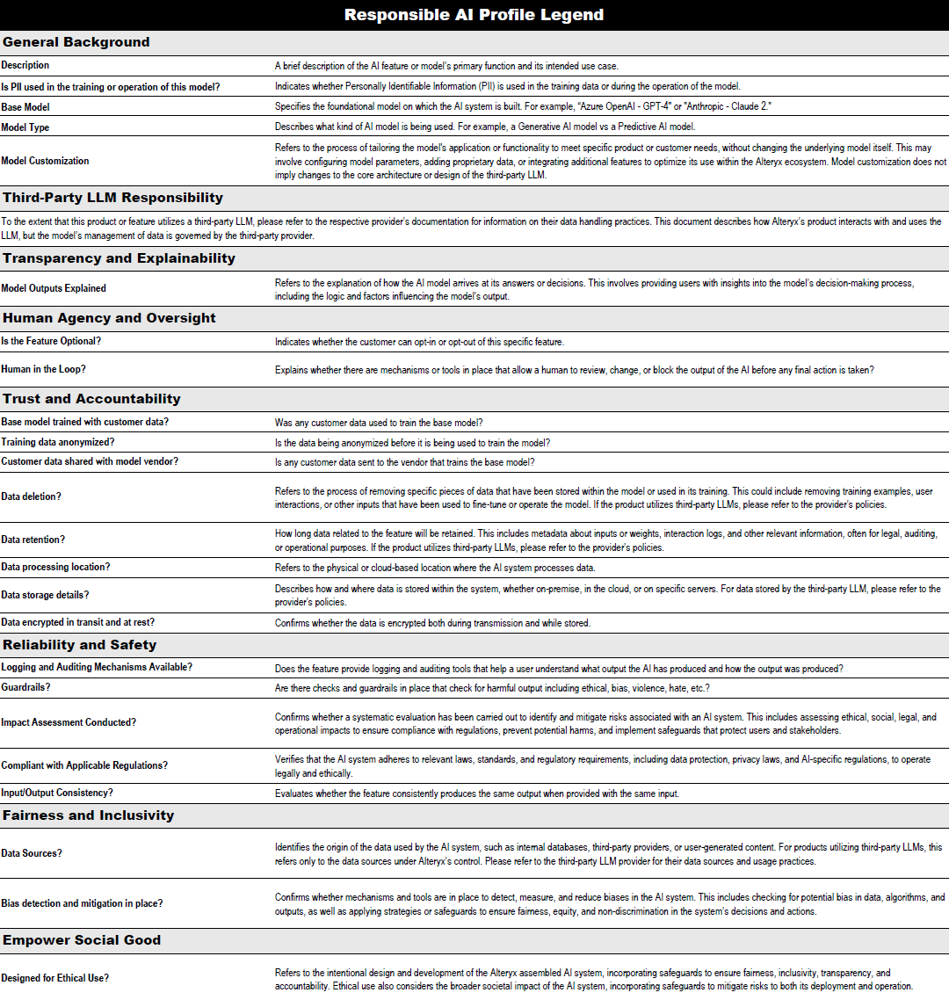 Responsible AI Profile Legend
General Background
Description
A brief description of the AI feature or model's primary function and its intended use case.
Is PII used in the training or operation of this model?
Indicates whether Personally Identifiable Information (PII) is used in the training data or during the operation of the model.
Base Model
Specifies the foundational model on which the AI system is built. For example, "Azure OpenAI - GPT-4" or "Anthropic - Claude 2."
Model Type
Describes what kind of AI model is being used. For example, a Generative AI model vs a Predictive AI model.
Model Customization
Refers to the process of tailoring the model's application or functionality to meet specific product or customer needs, without changing the underlying model itself. This may
involve configuring model parameters, adding proprietary data, or integrating additional features to optimize its use within the Alteryx ecosystem. Model customization does not
imply changes to the core architecture or design of the third-party LLM.
Third-Party LLM Responsibility
To the extent that this product or feature utilizes a third-party LLM, please refer to the respective provider's documentation for information on their data handling practices. This document describes how Alteryx's product interacts with and uses the
LLM, but the model's management of data is governed by the third-party provider.
Transparency and Explainability
Model Outputs Explained
Refers to the explanation of how the AI model arrives at its answers or decisions. This involves providing users with insights into the model's decision-making process,
including the logic and factors influencing the model's output.
Human Agency and Oversight
Is the Feature Optional?
Indicates whether the customer can opt-in or opt-out of this specific feature.
Human in the Loop?
Explains whether there are mechanisms or tools in place that allow a human to review, change, or block the output of the AI before any final action is taken?
Trust and Accountability
Base model trained with customer data?
Was any customer data used to train the base model?
Training data anonymized?
Is the data being anonymized before it is being used to train the model?
Customer data shared with model vendor?
Is any customer data sent to the vendor that trains the base model?
Data deletion?
Refers to the process of removing specific pieces of data that have been stored within the model or used in its training. This could include removing training examples, user
interactions, or other inputs that have been used to fine-tune or operate the model. If the product utilizes third-party LLMs, please refer to the provider's policies.
Data retention?
How long data related to the feature will be retained. This includes metadata about inputs or weights, interaction logs, and other relevant information, often for legal, auditing,
or operational purposes. If the product utilizes third-party LLMs, please refer to the provider's policies.
Data processing location?
Refers to the physical or cloud-based location where the AI system processes data.
Data storage details?
Describes how and where data is stored within the system, whether on-premise, in the cloud, or on specific servers. For data stored by the third-party LLM, please refer to the
provider's policies.
Data encrypted in transit and at rest?
Confirms whether the data is encrypted both during transmission and while stored.
Reliability and Safety
Logging and Auditing Mechanisms Available?
Does the feature provide logging and auditing tools that help a user understand what output the AI has produced and how the output was produced?
Guardrails?
Are there checks and guardrails in place that check for harmful output including ethical, bias, violence, hate, etc.?
Impact Assessment Conducted?
Confirms whether a systematic evaluation has been carried out to identify and mitigate risks associated with an AI system. This includes assessing ethical, social, legal, and
operational impacts to ensure compliance with regulations, prevent potential harms, and implement safeguards that protect users and stakeholders.
Compliant with Applicable Regulations?
Verifies that the AI system adheres to relevant laws, standards, and regulatory requirements, including data protection, privacy laws, and AI-specific regulations, to operate
legally and ethically.
Input/Output Consistency?
Evaluates whether the feature consistently produces the same output when provided with the same input.
Fairness and Inclusivity
Data Sources?
Identifies the origin of the data used by the AI system, such as internal databases, third-party providers, or user-generated content. For products utilizing third-party LLMs, this
refers only to the data sources under Alteryx's control. Please refer to the third-party LLM provider for their data sources and usage practices.
Bias detection and mitigation in place?
Confirms whether mechanisms and tools are in place to detect, measure, and reduce biases in the AI system. This includes checking for potential bias in data, algorithms, and
outputs, as well as applying strategies or safeguards to ensure fairness, equity, and non-discrimination in the system's decisions and actions.
Empower Social Good
Designed for Ethical Use?
Refers to the intentional design and development of the Alteryx assembled AI system, incorporating safeguards to ensure fairness, inclusivity, transparency, and
accountability. Ethical use also considers the broader societal impact of the AI system, incorporating safeguards to mitigate risks to both its deployment and operation.